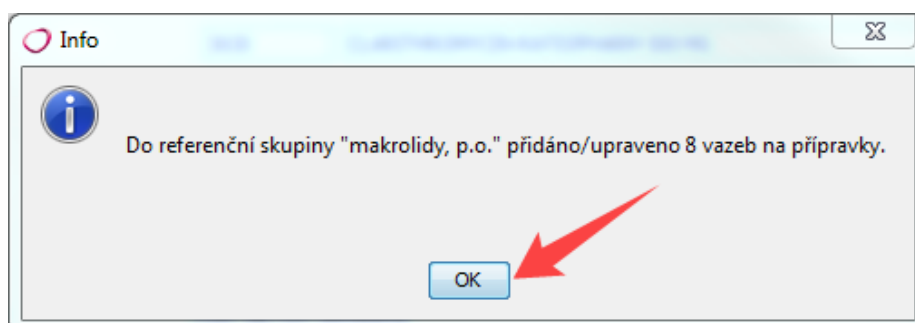 Info
Do referenční skupiny "makrolidy, p.o." přidáno/upraveno 8 vazeb na přípravky.
OK